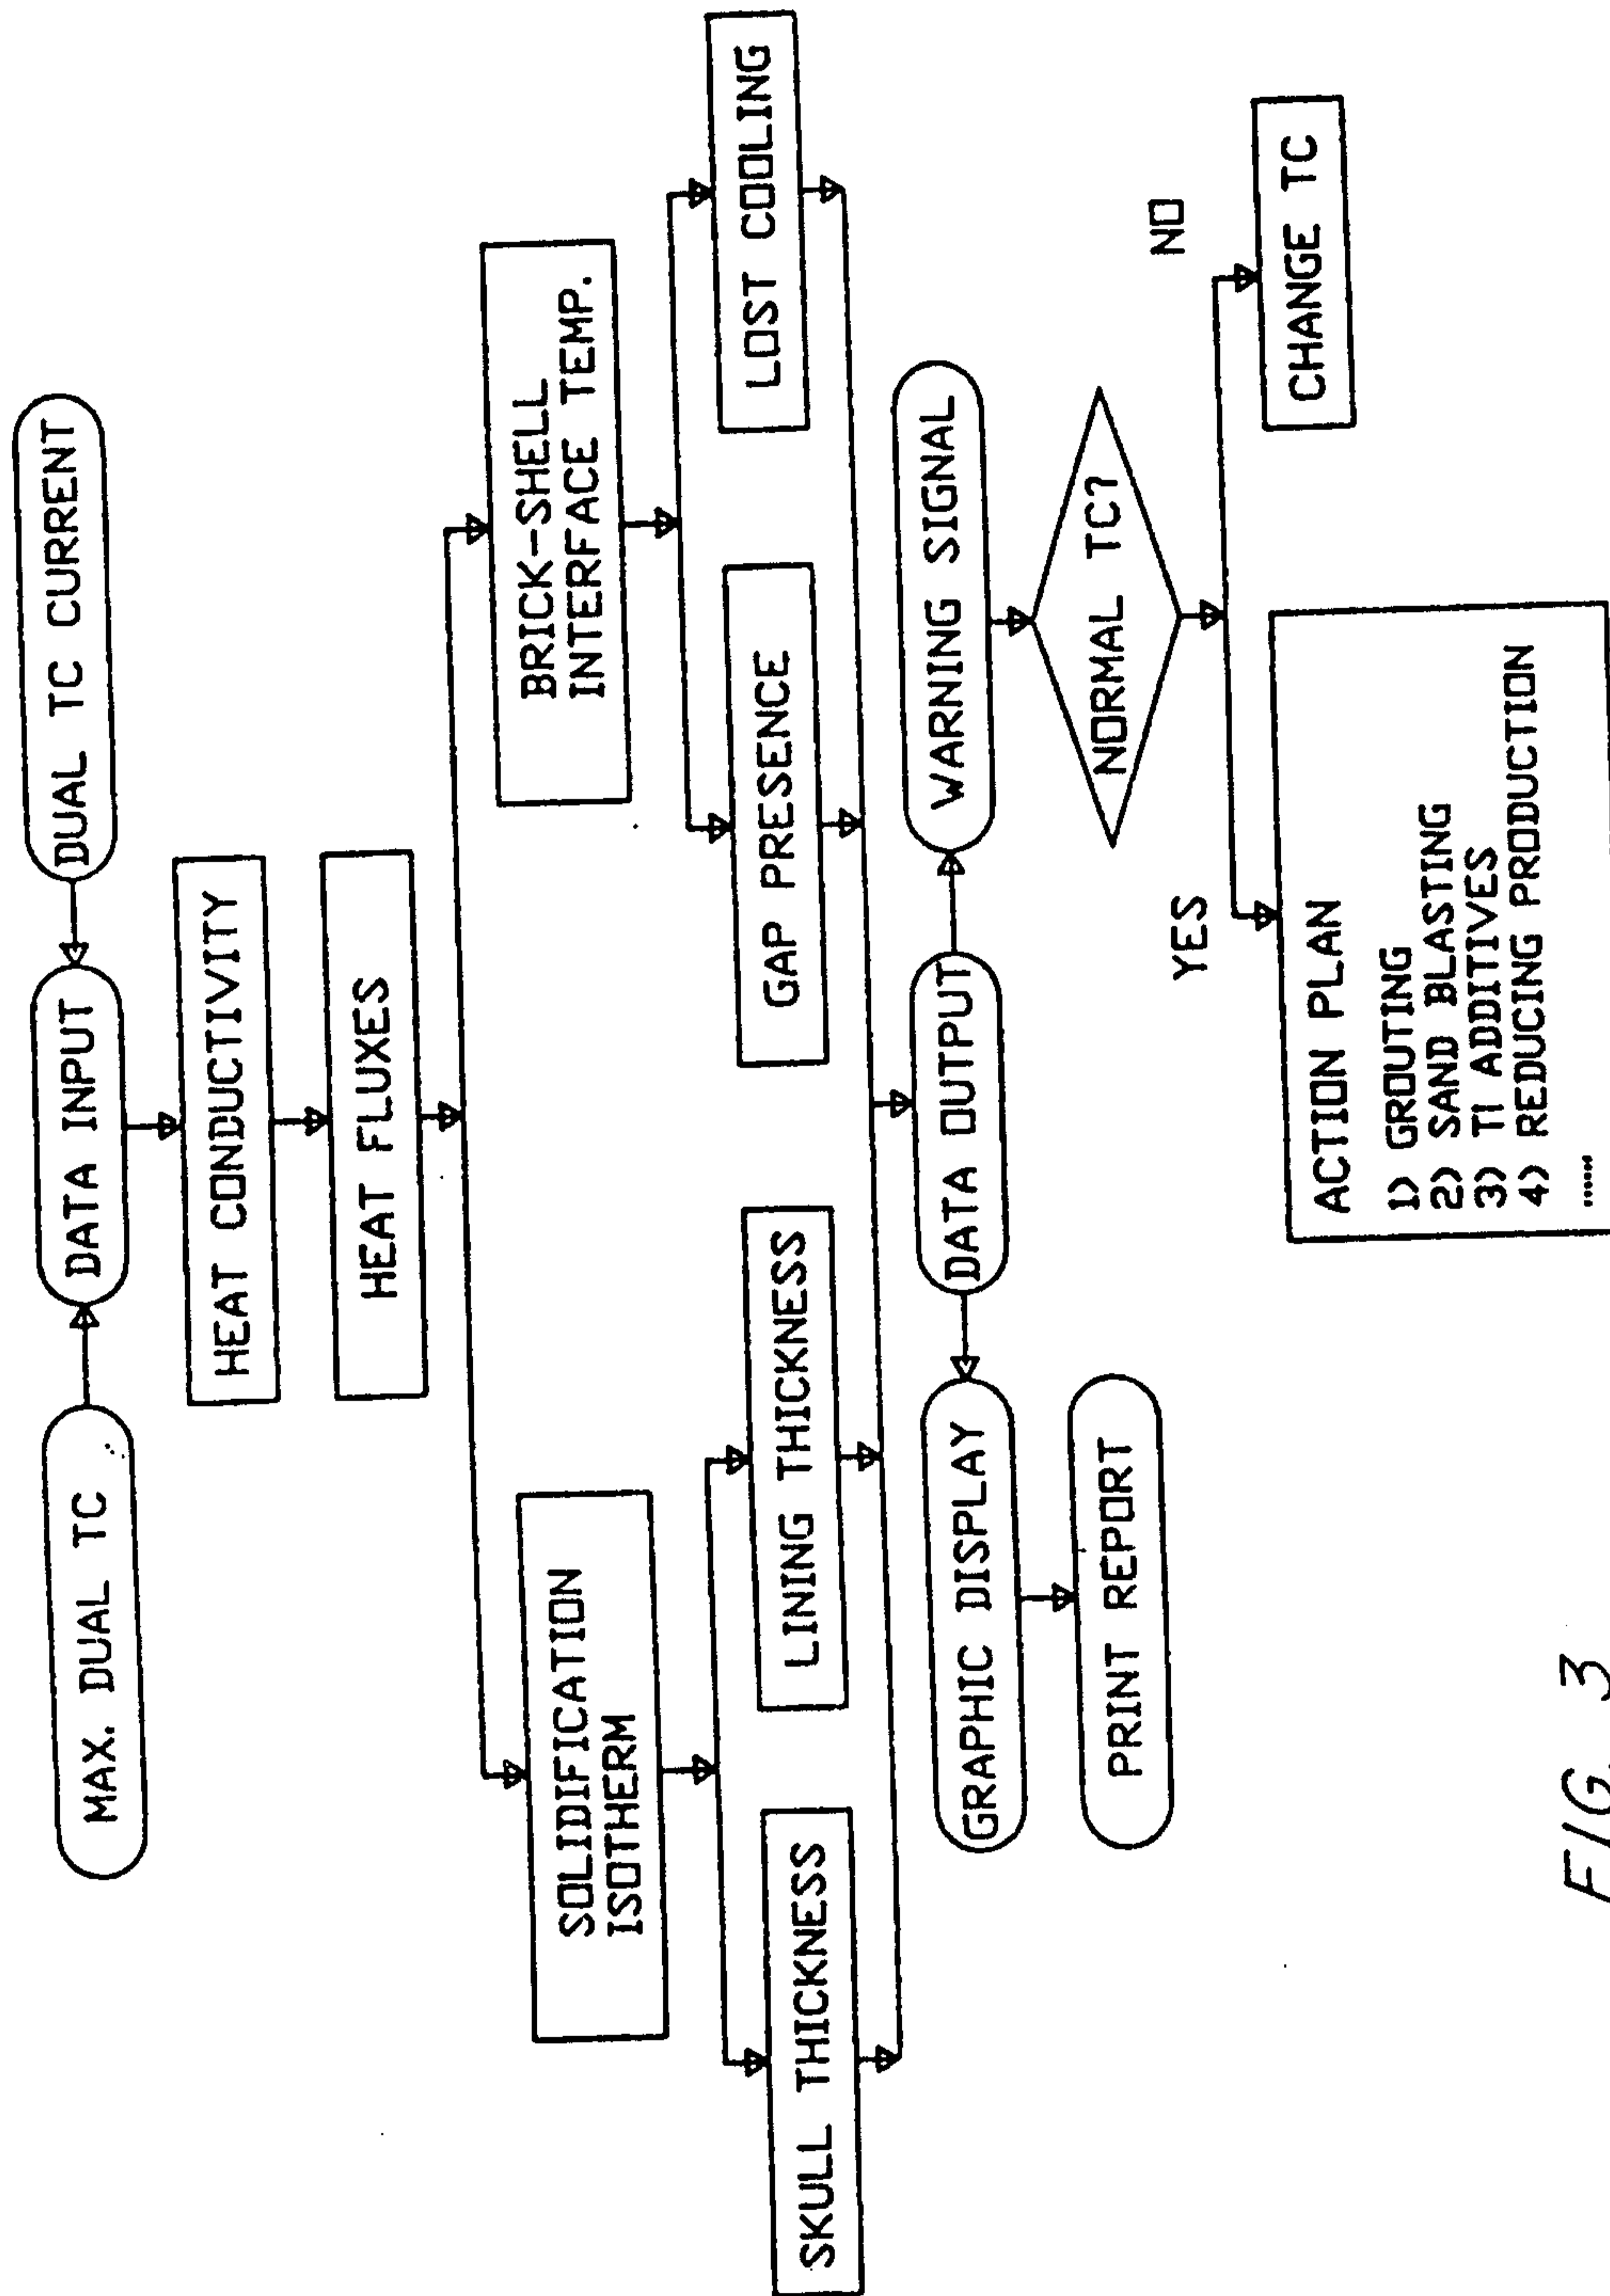 MAX. DUAL TC
DATA INPUT
DUAL TC CURRENT
HEAT CONDUCTIVITY
HEAT FLUXES
SOLIDIFICATION
ISOTHERM
BRICK-SHELL
INTERFACE TEMP.
SKULL THICKNESS
LINING THICKNESS
GAP PRESENCE
LOST COOLING
GRAPHIC DISPLAY
DATA OUTPUT
WARNING SIGNAL
PRINT REPORT
NORMAL TC?
YES
NO
ACTION PLAN
1) GROUTING
2) SAND BLASTING
3) TI ADDITIVES
4) REDUCING PRODUCTION
......
CHANGE TC
FIG. 3